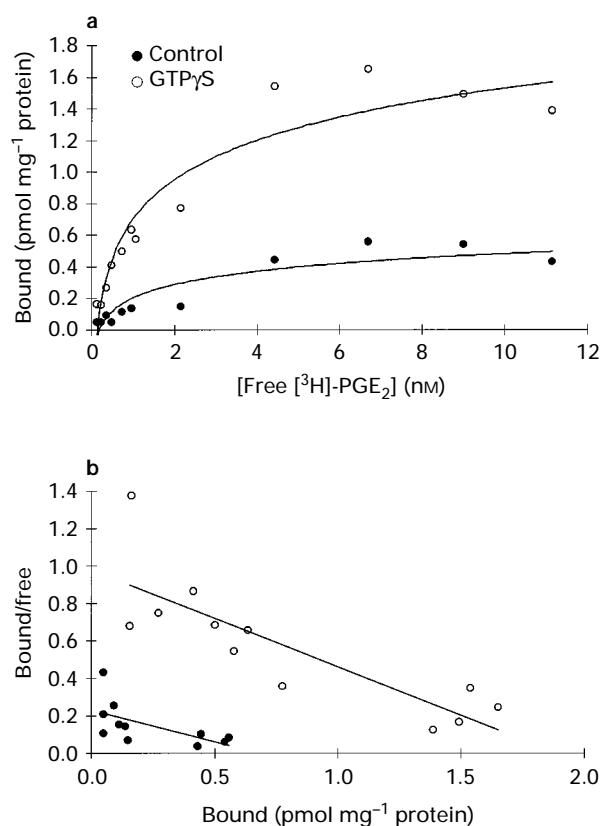 a
1.8
1.6
1.4
1.2
1.0
0.8
0.6
0.4
0.2
0.0
Control
GTPγS
Bound (pmol mg⁻¹ protein)
0 2 4 6 8 10 12
[Free [³H]-PGE₂] (nM)
b
1.4
1.2
1.0
0.8
0.6
0.4
0.2
0.0
Bound/free
0.0 0.5 1.0 1.5 2.0
Bound (pmol mg⁻¹ protein)